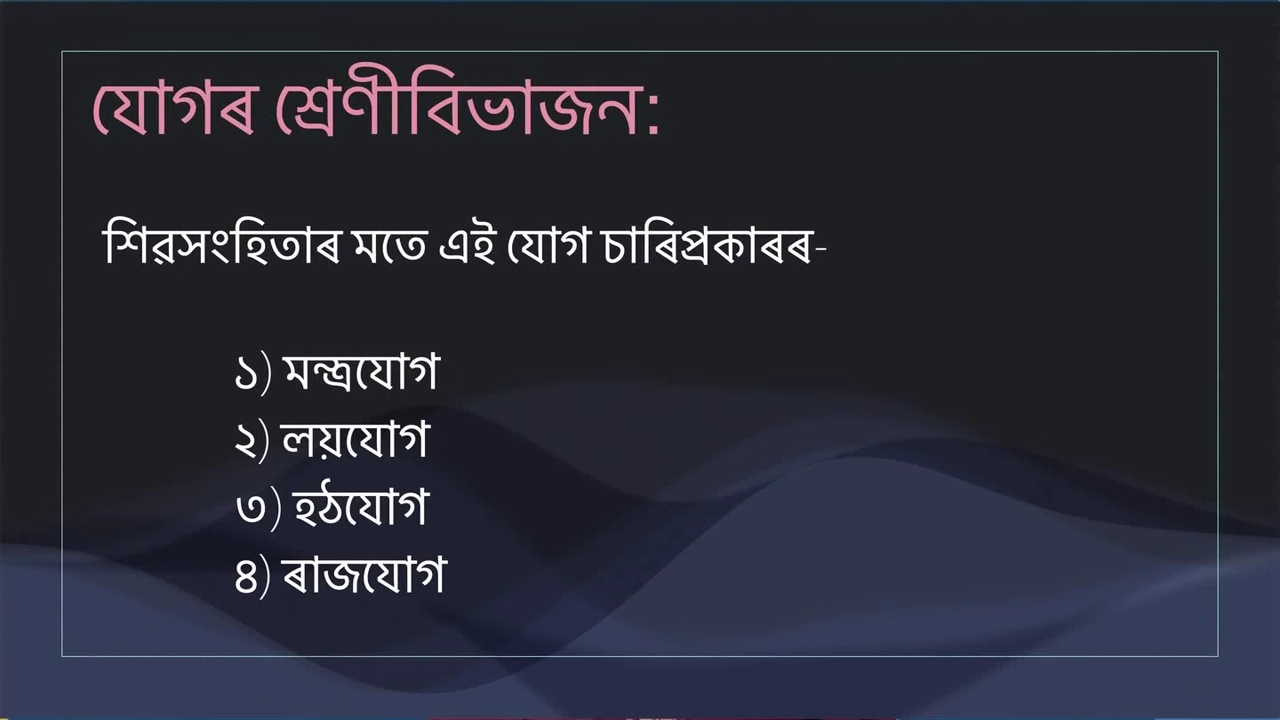 যোগৰ শ্ৰেণীবিভাজন:
শিৱসংহিতাৰ মতে এই যোগ চাৰিপ্ৰকাৰৰ-
১) মন্ত্ৰযোগ
২) লয়যোগ
৩) হঠযোগ
৪) ৰাজযোগ